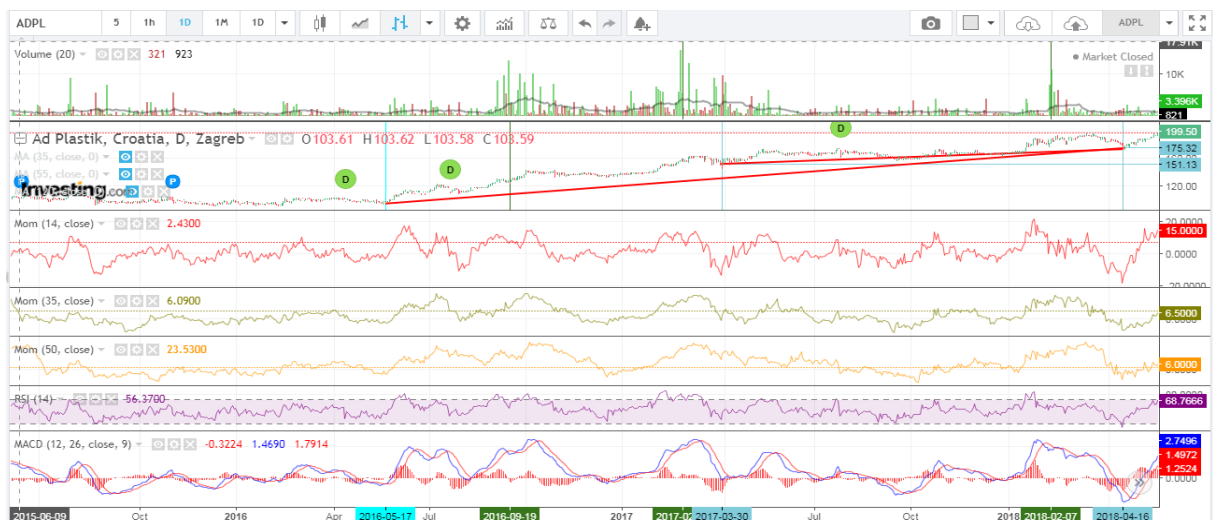 ADPL 5 1h 1D 1M 1D ADPL
Volume (20) 321 923
Market Closed
17.91K
10K
3.396K
821
Ad Plastik, Croatia, D, Zagreb O103.61 H103.62 L103.58 C103.59
MA (35, close, 0)
MA (55, close, 0)
D D D
P P
Investing.com
199.50
175.32
151.13
120.00
Mom (14, close) 2.4300
20.0000
15.0000
0.0000
Mom (35, close) 6.0900
6.5000
Mom (50, close) 23.5300
6.0000
RSI (14) 56.3700
68.7666
MACD (12, 26, close, 9) -0.3224 1.4690 1.7914
2.7496
1.4972
1.2524
0.0000
2015-06-09 Oct 2016 Apr 2016-05-17 Jul 2016-09-19 2017 2017-03-30 Jul Oct 2018 2018-02-07 2018-04-16